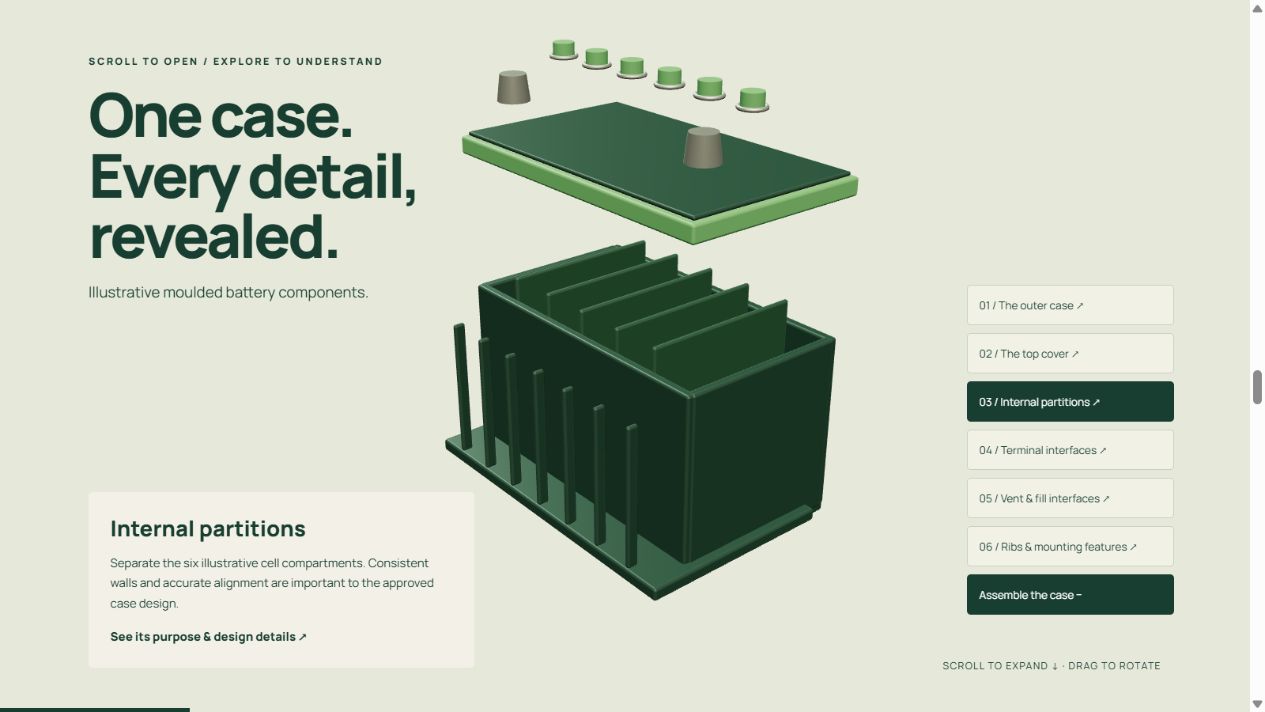 SCROLL TO OPEN / EXPLORE TO UNDERSTAND
One case.
Every detail,
revealed.
Illustrative moulded battery components.
01 / The outer case ↗
02 / The top cover ↗
03 / Internal partitions ↗
04 / Terminal interfaces ↗
05 / Vent & fill interfaces ↗
06 / Ribs & mounting features ↗
Assemble the case −
Internal partitions
Separate the six illustrative cell compartments. Consistent
walls and accurate alignment are important to the approved
case design.
See its purpose & design details ↗
SCROLL TO EXPAND ↓ · DRAG TO ROTATE